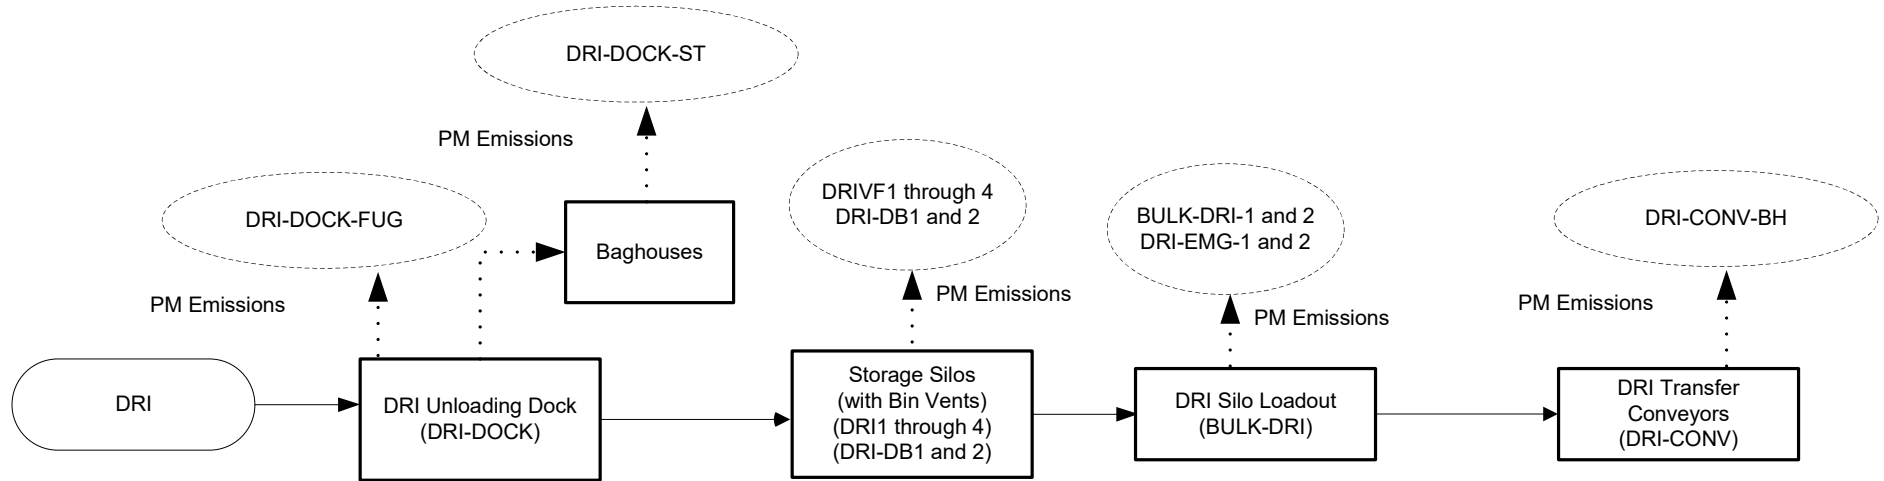 DRI-DOCK-ST
PM Emissions
DRI-DOCK-FUG
PM Emissions
Baghouses
DRIVF1 through 4
DRI-DB1 and 2
PM Emissions
BULK-DRI-1 and 2
DRI-EMG-1 and 2
PM Emissions
DRI-CONV-BH
PM Emissions
DRI
DRI Unloading Dock
(DRI-DOCK)
Storage Silos
(with Bin Vents)
(DRI1 through 4)
(DRI-DB1 and 2)
DRI Silo Loadout
(BULK-DRI)
DRI Transfer
Conveyors
(DRI-CONV)